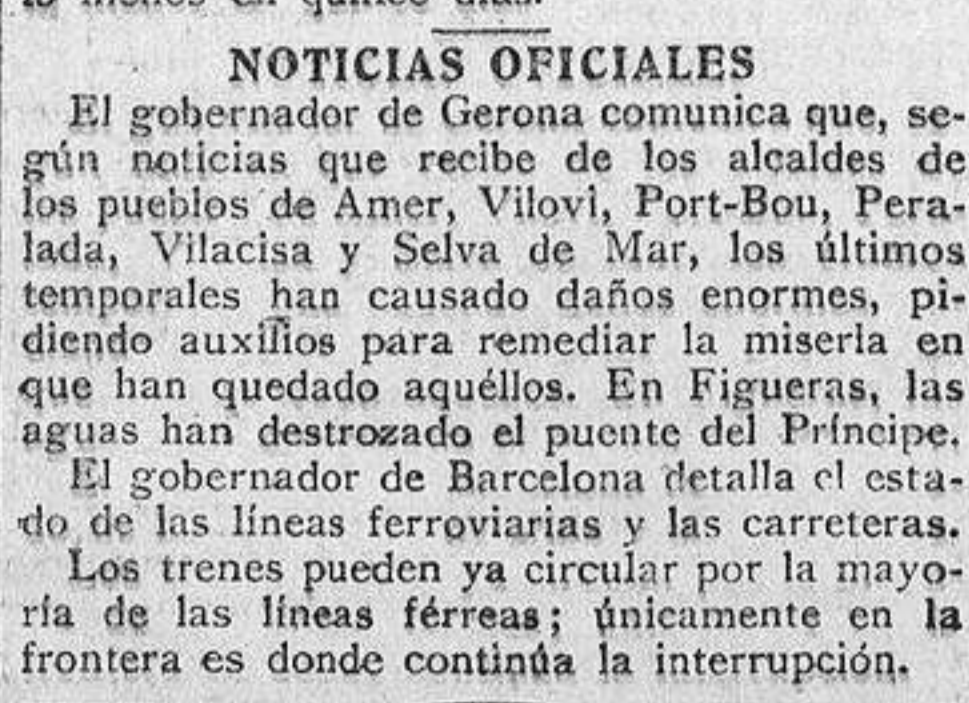 lo menos en quince días.
NOTICIAS OFICIALES
El gobernador de Gerona comunica que, se-
gún noticias que recibe de los alcaldes de
los pueblos de Amer, Vilovi, Port-Bou, Pera-
lada, Vilacisa y Selva de Mar, los últimos
temporales han causado daños enormes, pi-
diendo auxilios para remediar la miseria en
que han quedado aquéllos. En Figueras, las
aguas han destrozado el puente del Príncipe.
El gobernador de Barcelona detalla el esta-
do de las líneas ferroviarias y las carreteras.
Los trenes pueden ya circular por la mayo-
ría de las líneas férreas; únicamente en la
frontera es donde continúa la interrupción.